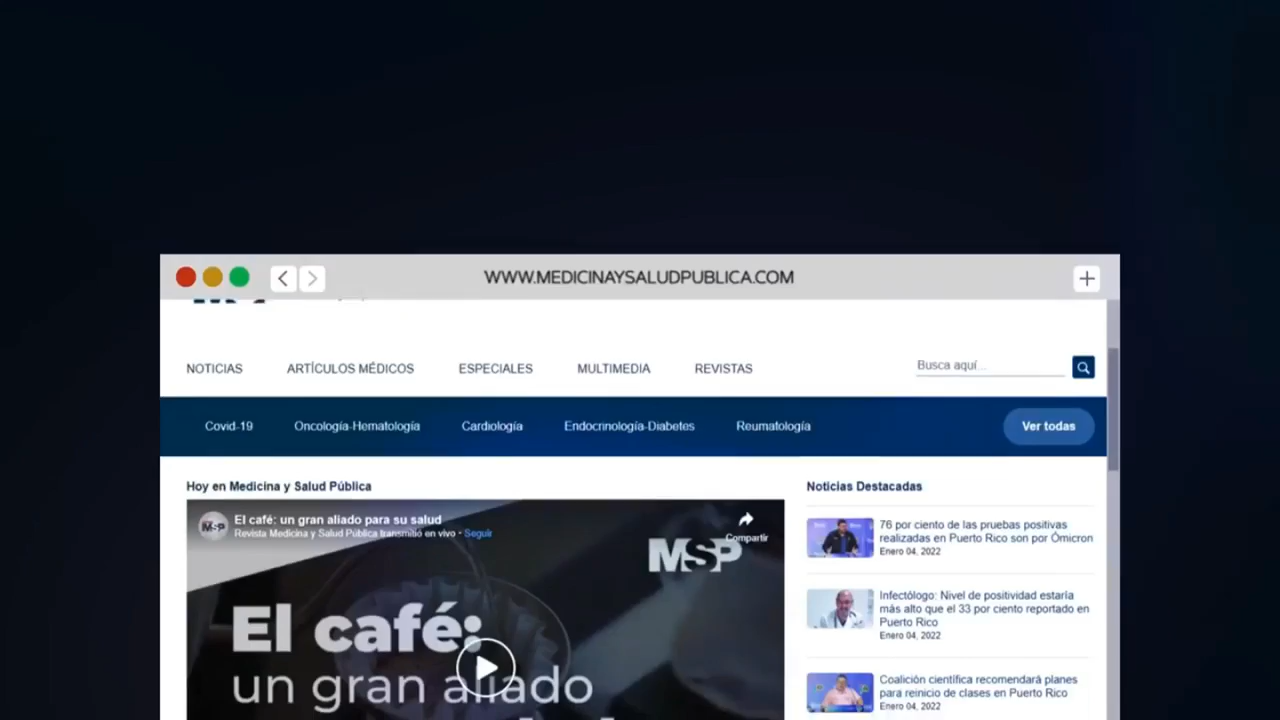 WWW.MEDICINAYSALUDPUBLICA.COM
NOTICIAS
ARTÍCULOS MÉDICOS
ESPECIALES
MULTIMEDIA
REVISTAS
Busca aquí...
Covid-19
Oncología-Hematología
Cardiología
Endocrinología-Diabetes
Reumatología
Ver todas
Hoy en Medicina y Salud Pública
MSP
El café: un gran aliado para su salud
Revista Medicina y Salud Pública transmitió en vivo · Seguir
Compartir
MSP
El café:
un gran aliado
Noticias Destacadas
76 por ciento de las pruebas positivas
realizadas en Puerto Rico son por Ómicron
Enero 04, 2022
Infectólogo: Nivel de positividad estaría
más alto que el 33 por ciento reportado en
Puerto Rico
Enero 04, 2022
Coalición científica recomendará planes
para reinicio de clases en Puerto Rico
Enero 04, 2022